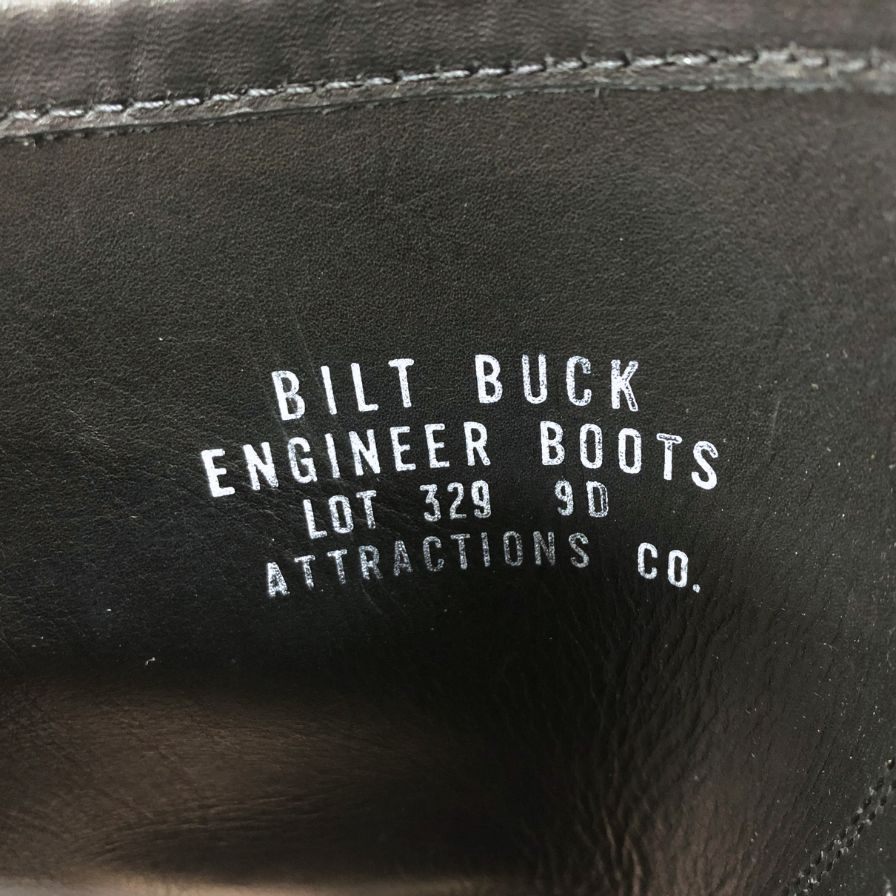 BILT BUCK
ENGINEER BOOTS
LOT 329 9D
ATTRACTIONS CO.